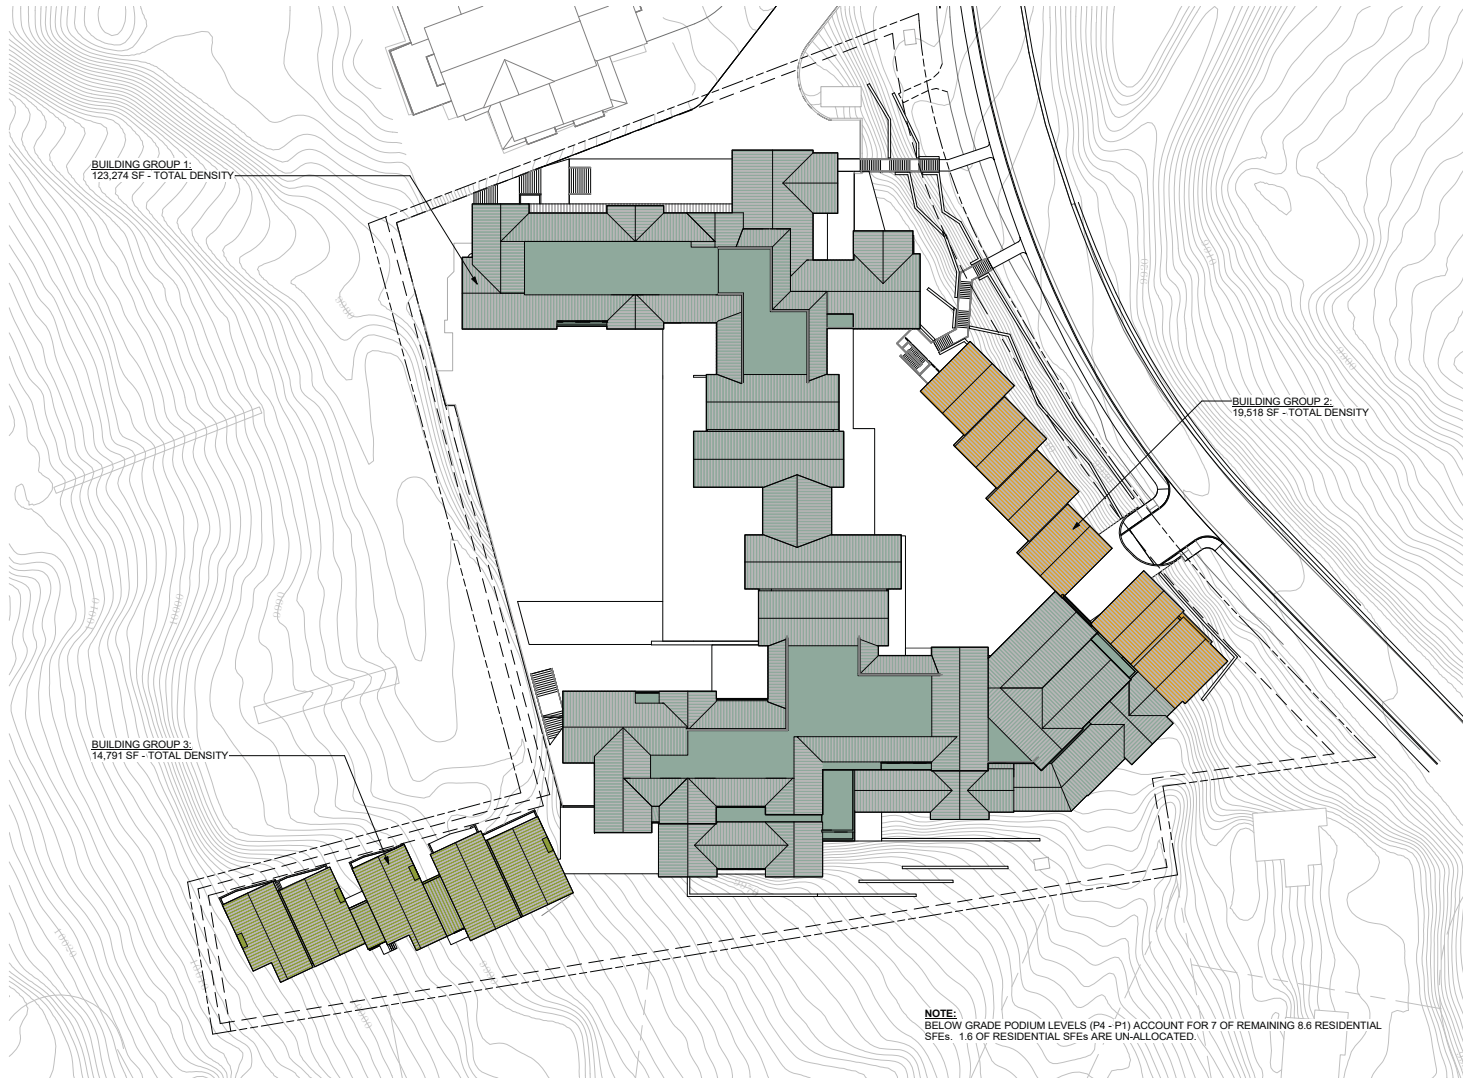 BUILDING GROUP 1:
123,274 SF - TOTAL DENSITY
BUILDING GROUP 2:
19,518 SF - TOTAL DENSITY
BUILDING GROUP 3:
14,791 SF - TOTAL DENSITY
NOTE:
BELOW GRADE PODIUM LEVELS (P4 - P1) ACCOUNT FOR 7 OF REMAINING 8.6 RESIDENTIAL
SFEs. 1.6 OF RESIDENTIAL SFEs ARE UN-ALLOCATED.